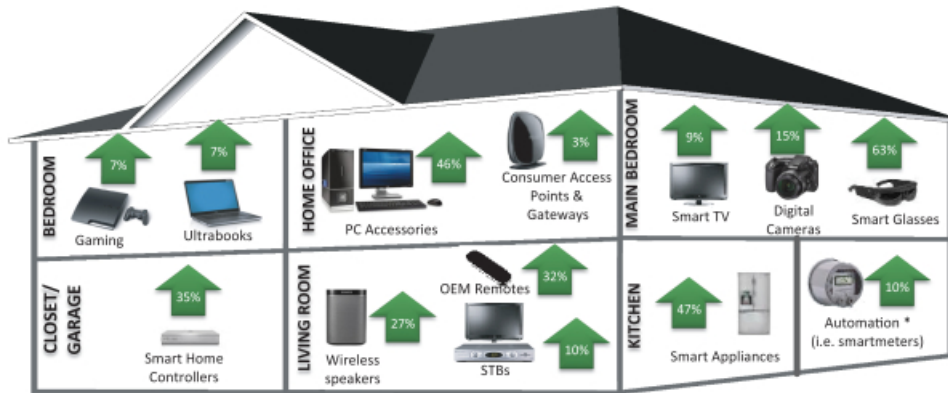 BEDROOM
7%
Gaming
7%
Ultrabooks
HOME OFFICE
46%
PC Accessories
3%
Consumer Access
Points &
Gateways
MAIN BEDROOM
9%
Smart TV
15%
Digital
Cameras
63%
Smart Glasses
CLOSET/
GARAGE
35%
Smart Home
Controllers
LIVING ROOM
27%
Wireless
speakers
OEM Remotes
32%
STBs
10%
KITCHEN
47%
Smart Appliances
10%
Automation *
(i.e. smartmeters)